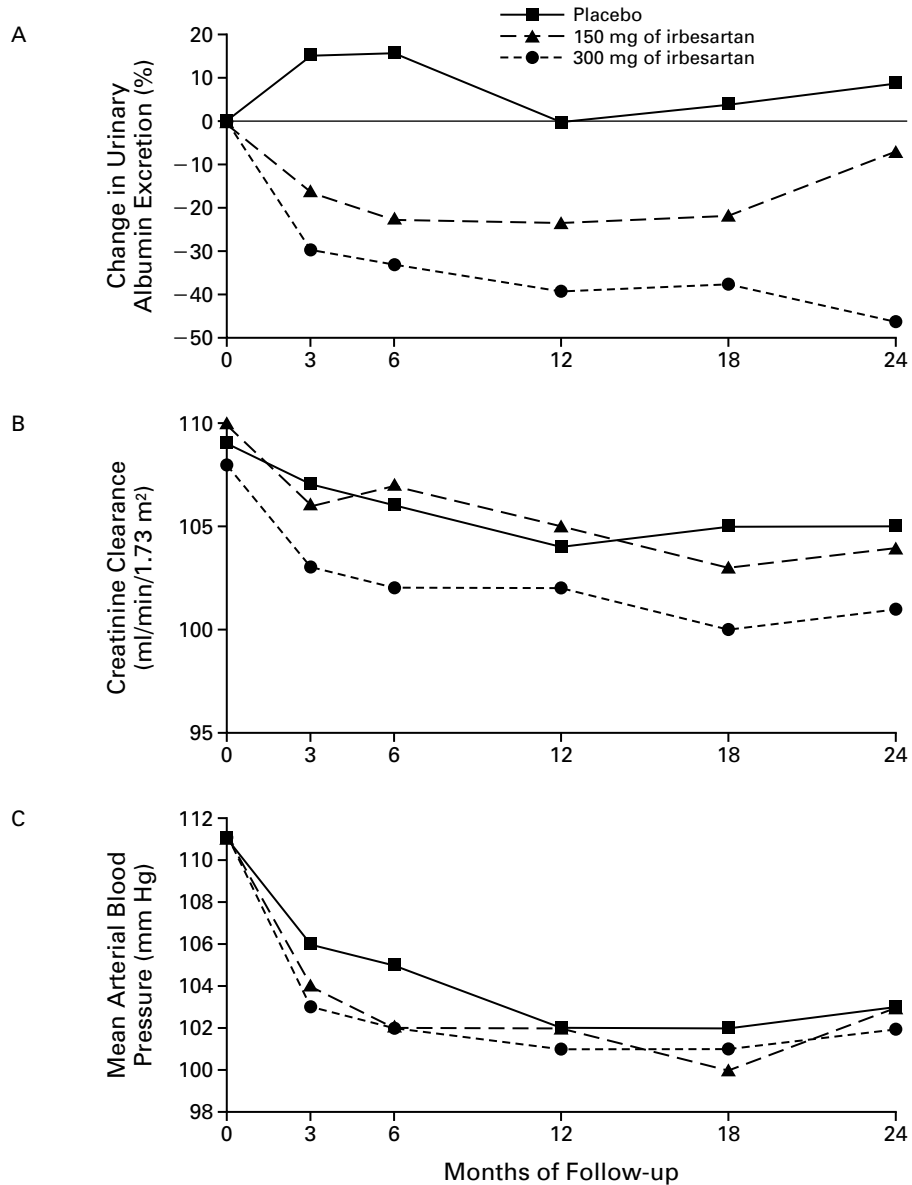 Placebo
150 mg of irbesartan
300 mg of irbesartan
A
Change in Urinary
Albumin Excretion (%)
20
10
0
−10
−20
−30
−40
−50
0 3 6 12 18 24
B
Creatinine Clearance
(ml/min/1.73 m²)
110
105
100
95
0 3 6 12 18 24
C
Mean Arterial Blood
Pressure (mm Hg)
112
110
108
106
104
102
100
98
0 3 6 12 18 24
Months of Follow-up